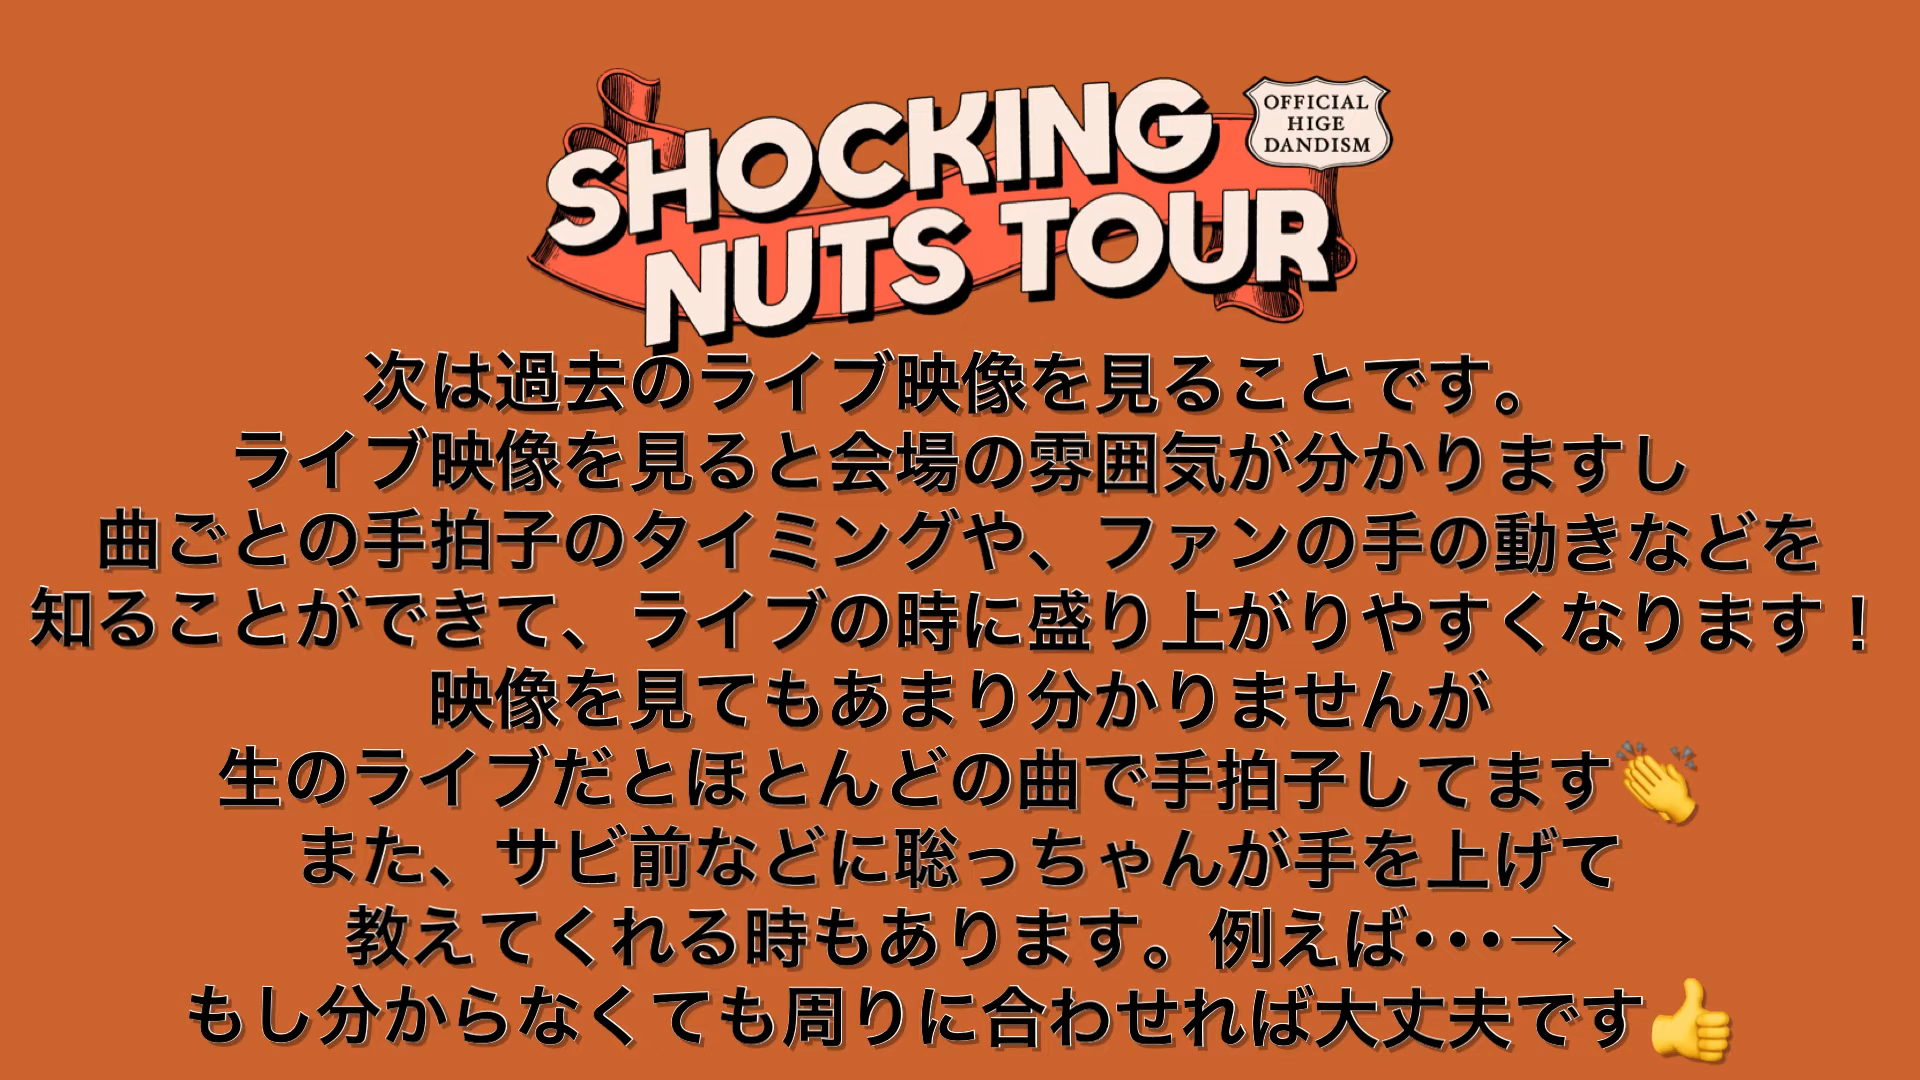 SHOCKING
NUTS TOUR
OFFICIAL
HIGE
DANDISM
次は過去のライブ映像を見ることです。
ライブ映像を見ると会場の雰囲気が分かりますし
曲ごとの手拍子のタイミングや、ファンの手の動きなどを
知ることができて、ライブの時に盛り上がりやすくなります！
映像を見てもあまり分かりませんが
生のライブだとほとんどの曲で手拍子してます👏
また、サビ前などに聡っちゃんが手を上げて
教えてくれる時もあります。例えば･･･→
もし分からなくても周りに合わせれば大丈夫です👍